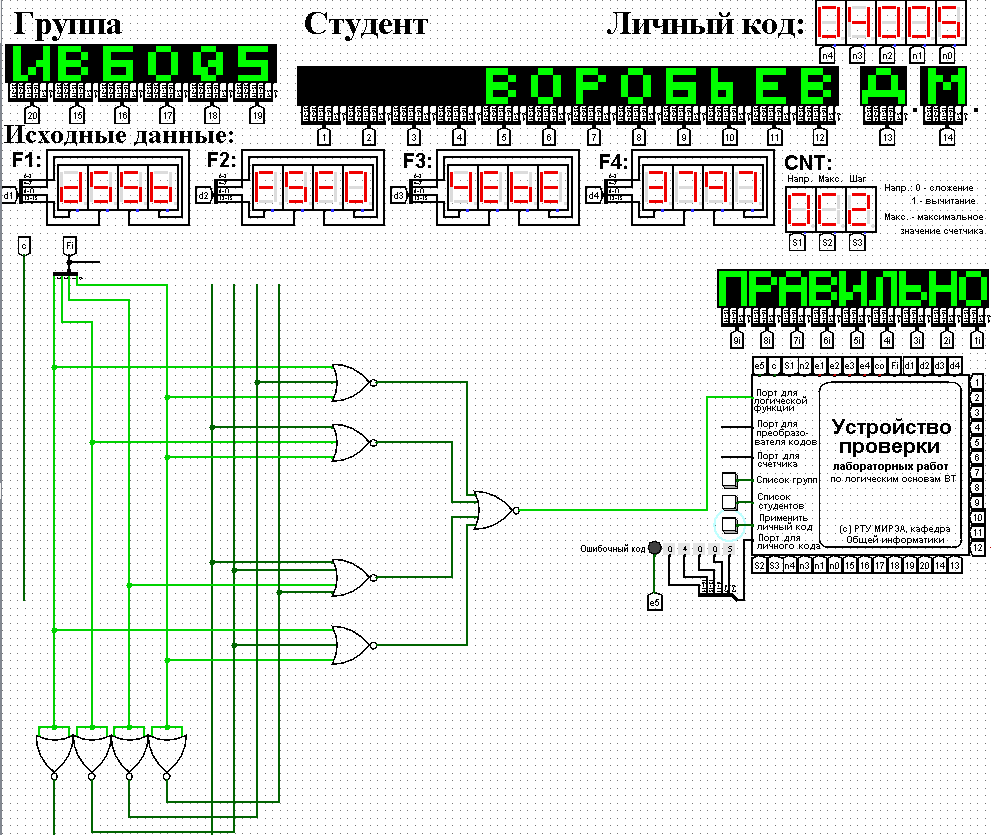 Группа Студент Личный код: 04005
n4 n3 n2 n1 n0
ИВБО05 ВОРОБЬЕВ Д.М.
20 15 16 17 18 19
1 2 3 4 5 6 7 8 9 10 11 12 13 14
Исходные данные:
F1: F2: F3: F4: CNT:
Напр. Макс. Шаг
d1 d556 d2 F5F0 d3 4E6E d4 3797
0C2
S1 S2 S3
Напр.: 0 - сложение
1 - вычитание.
Макс. - максимальное
значение счетчика
c Fi
ПРАВИЛЬНО
9i 8i 7i 6i 5i 4i 3i 2i 1i
e5 c S1 n2 e1 e2 e3 e4 co Fi d1 d2 d3 d4
Порт для
логической
функции
Порт для
преобразо-
вателя кодов
Порт для
счетчика
Список групп
Список
студентов
Применить
личный код
Порт для
личного кода
Устройство
проверки
лабораторных работ
по логическим основам ВТ
(с) РТУ МИРЭА, кафедра
Общей информатики
1
2
3
4
5
6
7
8
9
10
11
12
Ошибочный код 0 4 0 0 5
e5
S2 S3 n4 n3 n1 n0 15 16 17 18 19 20 14 13